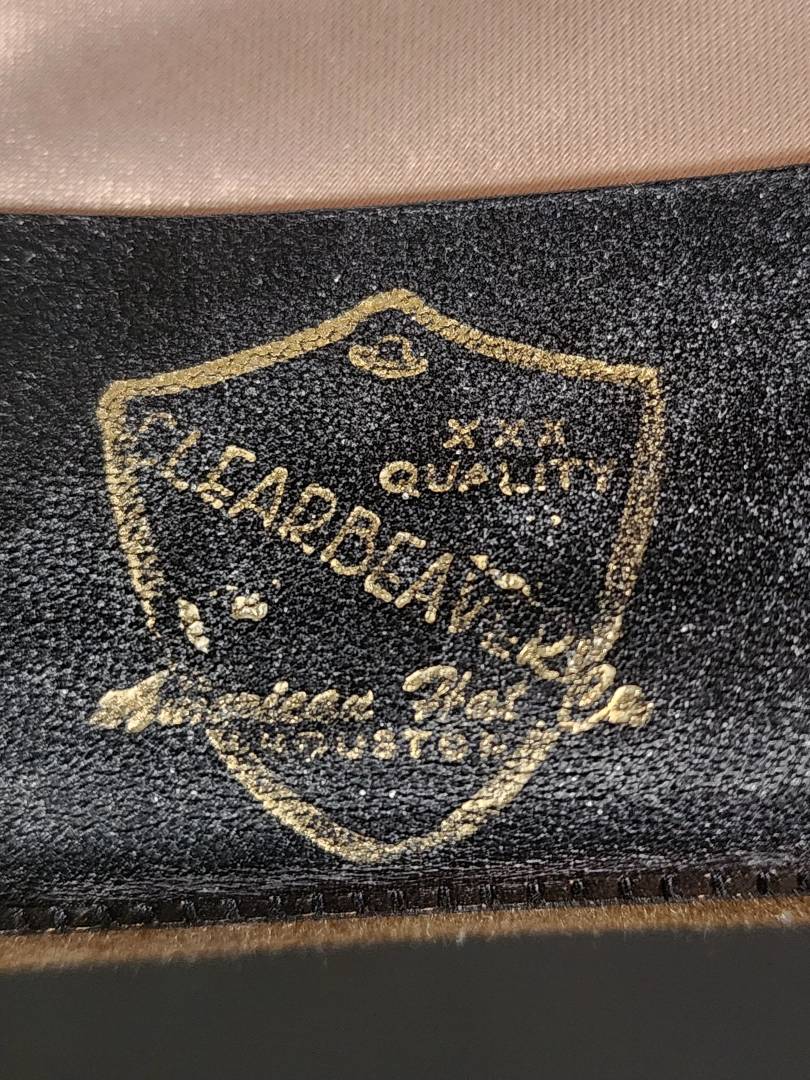 XXX
QUALITY
CLEARBEAVER
American Hat Co
HOUSTON